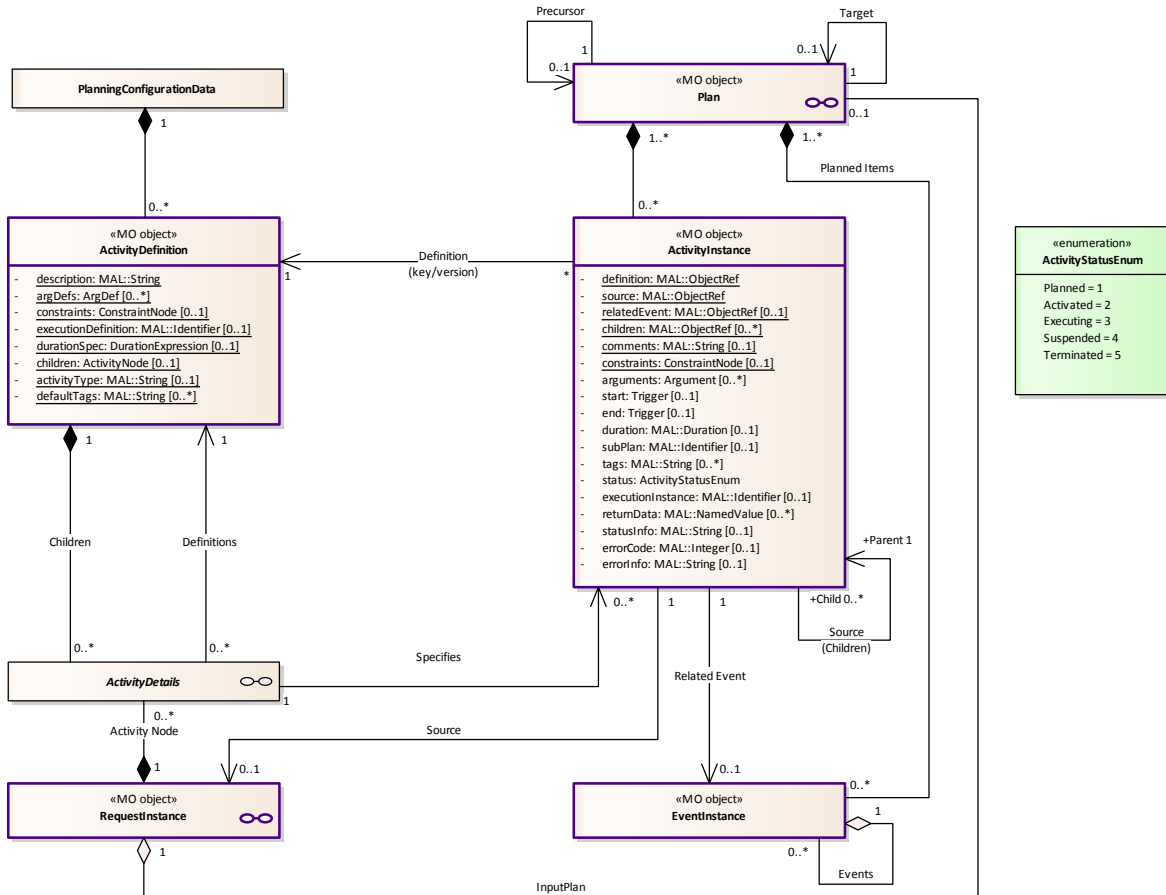 Precursor
Target
1
0..1
0..1
1
«MO object»
Plan
0..1
PlanningConfigurationData
1
1..*
1..*
Planned Items
0..*
0..*
«MO object»
ActivityDefinition
- description: MAL::String
- argDefs: ArgDef [0..*]
- constraints: ConstraintNode [0..1]
- executionDefinition: MAL::Identifier [0..1]
- durationSpec: DurationExpression [0..1]
- children: ActivityNode [0..1]
- activityType: MAL::String [0..1]
- defaultTags: MAL::String [0..*]
Definition
(key/version)
1
*
«MO object»
ActivityInstance
- definition: MAL::ObjectRef
- source: MAL::ObjectRef
- relatedEvent: MAL::ObjectRef [0..1]
- children: MAL::ObjectRef [0..*]
- comments: MAL::String [0..1]
- constraints: ConstraintNode [0..1]
- arguments: Argument [0..*]
- start: Trigger [0..1]
- end: Trigger [0..1]
- duration: MAL::Duration [0..1]
- subPlan: MAL::Identifier [0..1]
- tags: MAL::String [0..*]
- status: ActivityStatusEnum
- executionInstance: MAL::Identifier [0..1]
- returnData: MAL::NamedValue [0..*]
- statusInfo: MAL::String [0..1]
- errorCode: MAL::Integer [0..1]
- errorInfo: MAL::String [0..1]
«enumeration»
ActivityStatusEnum
Planned = 1
Activated = 2
Executing = 3
Suspended = 4
Terminated = 5
1
1
Children
Definitions
+Parent 1
+Child 0..*
Source
(Children)
0..*
1
1
0..*
0..*
Specifies
ActivityDetails
1
Related Event
0..*
Activity Node
Source
1
0..1
0..1
«MO object»
RequestInstance
«MO object»
EventInstance
0..*
1
1
0..*
Events
InputPlan